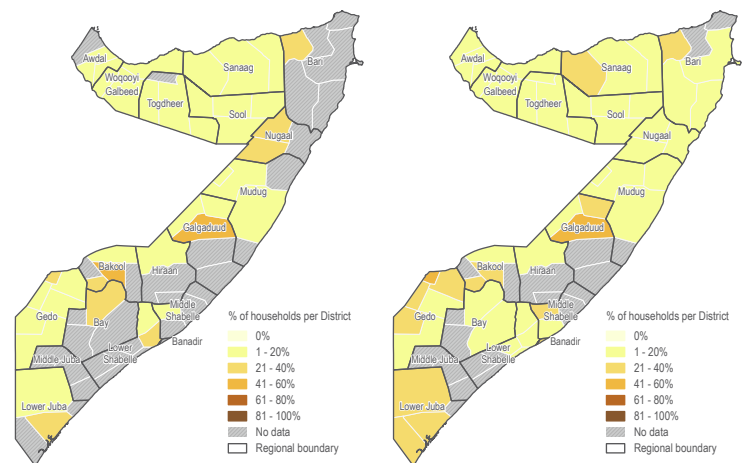 Awdal
Woqooyi
Galbeed
Togdheer
Sanaag
Bari
Sool
Nugaal
Mudug
Galgaduud
Hiraan
Bakool
Gedo
Bay
Middle
Shabelle
Banadir
Lower
Shabelle
Middle Juba
Lower Juba
% of households per District
0%
1 - 20%
21 - 40%
41 - 60%
61 - 80%
81 - 100%
No data
Regional boundary
Awdal
Woqooyi
Galbeed
Togdheer
Sanaag
Bari
Sool
Nugaal
Mudug
Galgaduud
Hiraan
Bakool
Gedo
Bay
Middle
Shabelle
Banadir
Lower
Shabelle
Middle Juba
Lower Juba
% of households per District
0%
1 - 20%
21 - 40%
41 - 60%
61 - 80%
81 - 100%
No data
Regional boundary